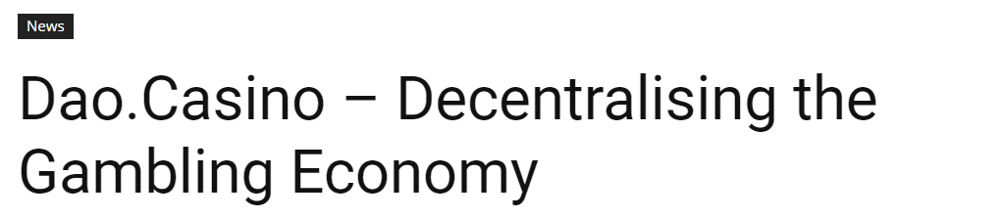 News
Dao.Casino – Decentralising the
Gambling Economy